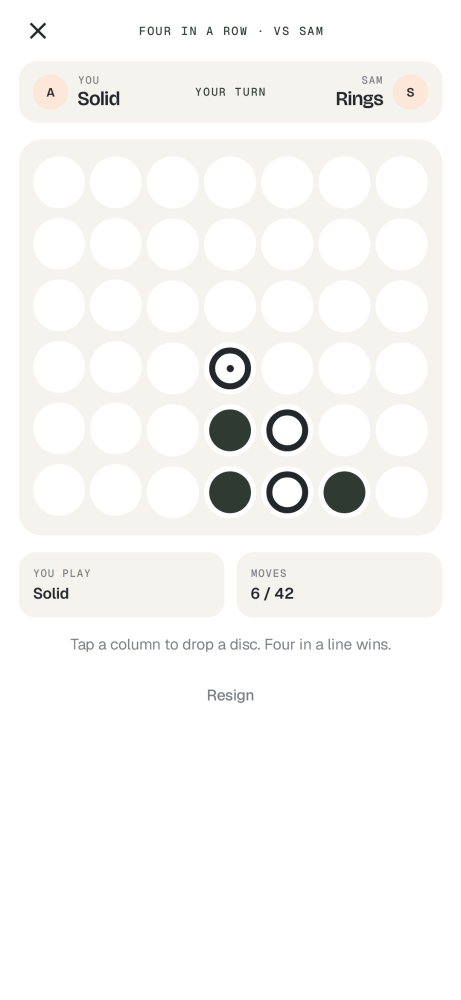 FOUR IN A ROW · VS SAM
A
YOU
Solid
YOUR TURN
SAM
Rings
S
YOU PLAY
Solid
MOVES
6 / 42
Tap a column to drop a disc. Four in a line wins.
Resign